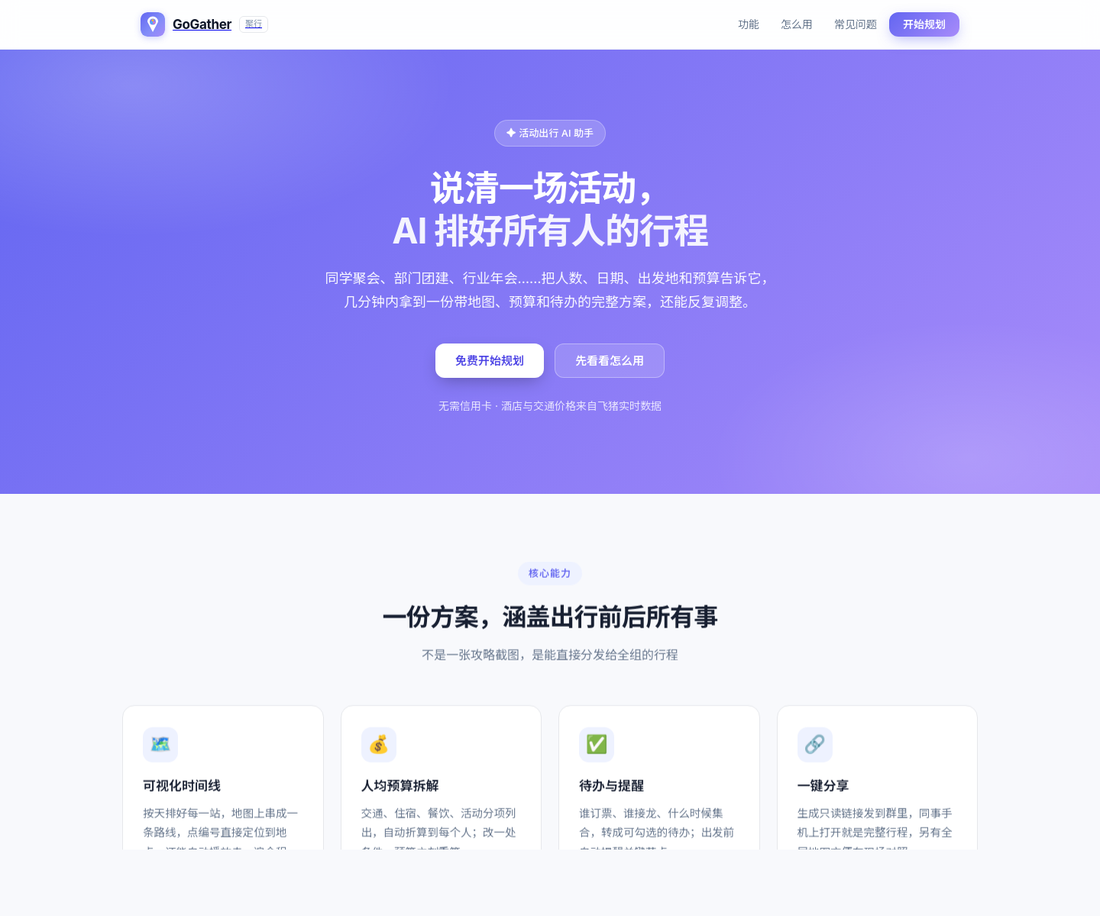 GoGather 聚行 功能 怎么用 常见问题 开始规划
✦ 活动出行 AI 助手
说清一场活动，
AI 排好所有人的行程
同学聚会、部门团建、行业年会……把人数、日期、出发地和预算告诉它，
几分钟内拿到一份带地图、预算和待办的完整方案，还能反复调整。
免费开始规划 先看看怎么用
无需信用卡 · 酒店与交通价格来自飞猪实时数据
核心能力
一份方案，涵盖出行前后所有事
不是一张攻略截图，是能直接分发给全组的行程
可视化时间线
按天排好每一站，地图上串成一
条路线，点编号直接定位到地
人均预算拆解
交通、住宿、餐饮、活动分项列
出，自动折算到每个人；改一处
待办与提醒
谁订票、谁接龙、什么时候集
合，转成可勾选的待办；出发前
一键分享
生成只读链接发到群里，同事手
机上打开就是完整行程，另有全